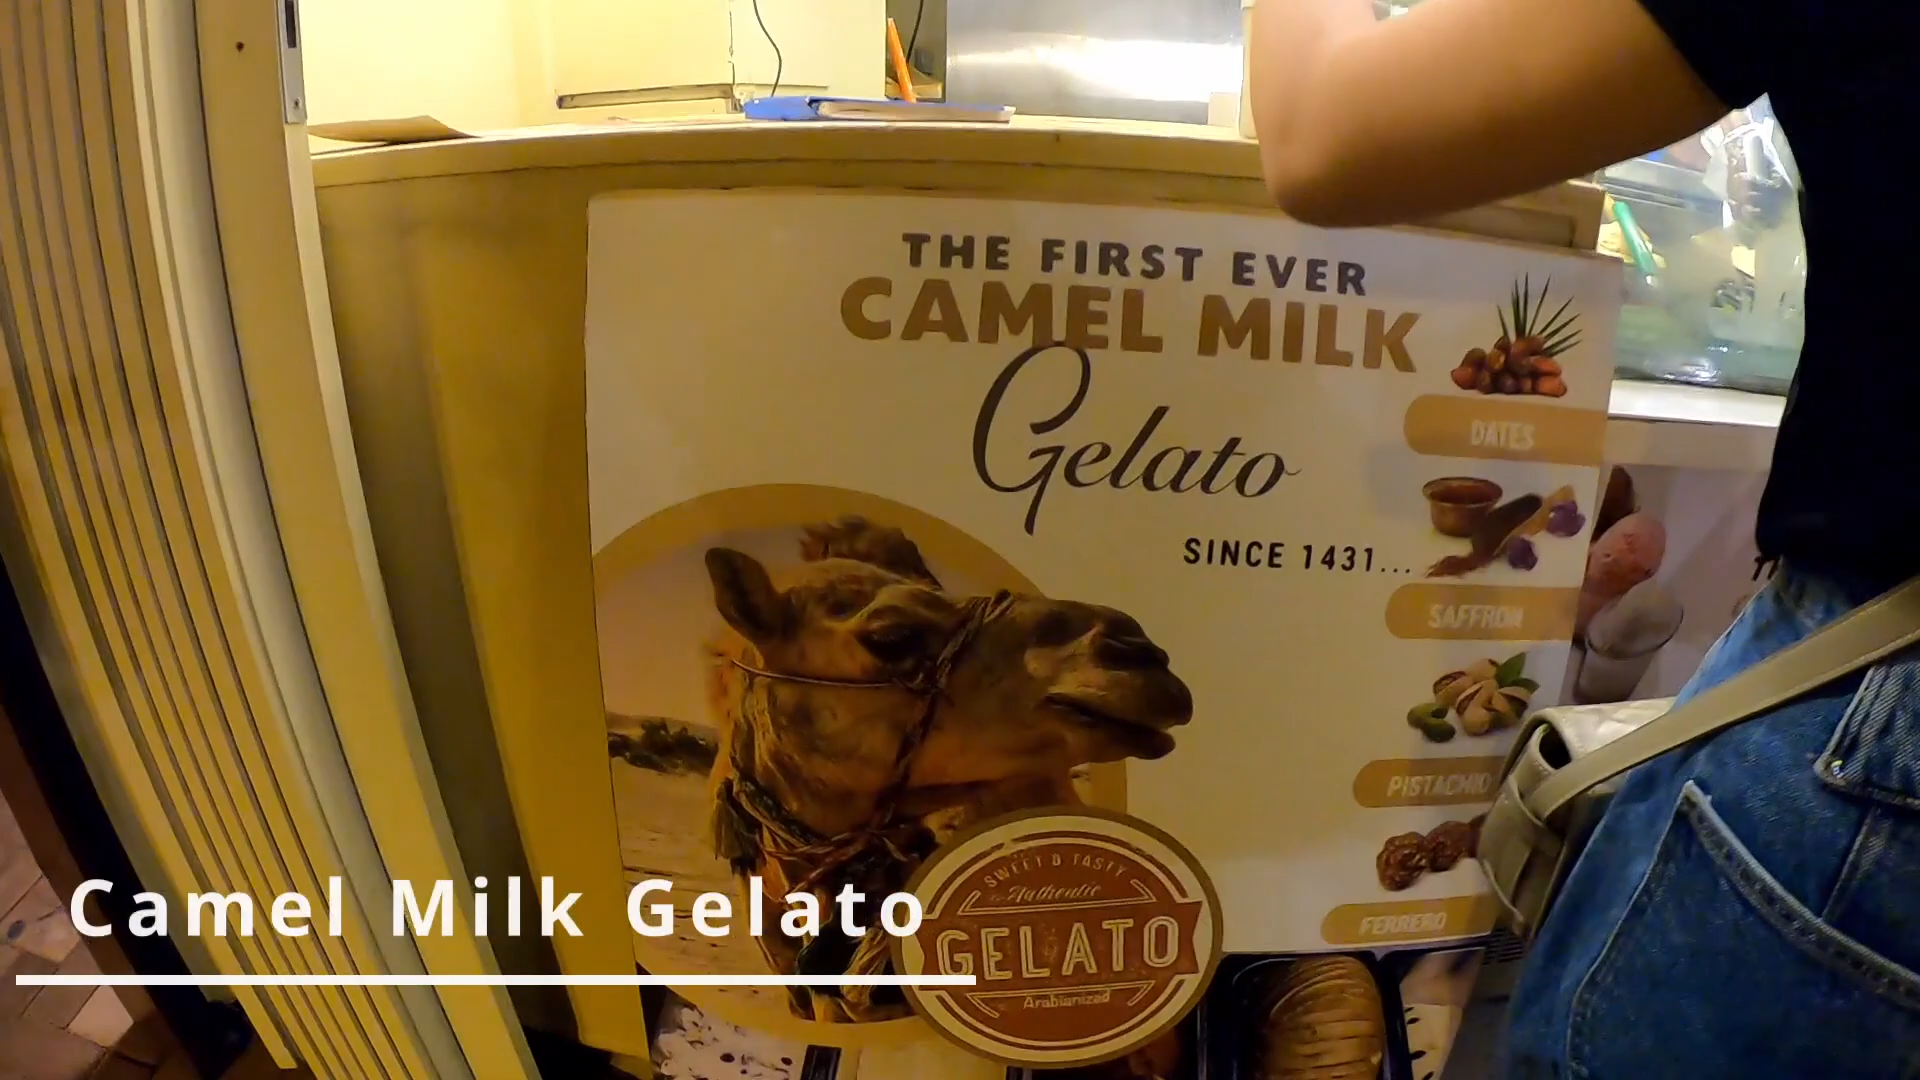 THE FIRST EVER
CAMEL MILK
Gelato
SINCE 1431...
DATES
SAFFRON
PISTACHIO
FERRERO
SWEET & TASTY
Authentic
GELATO
Arabianized
Camel Milk Gelato